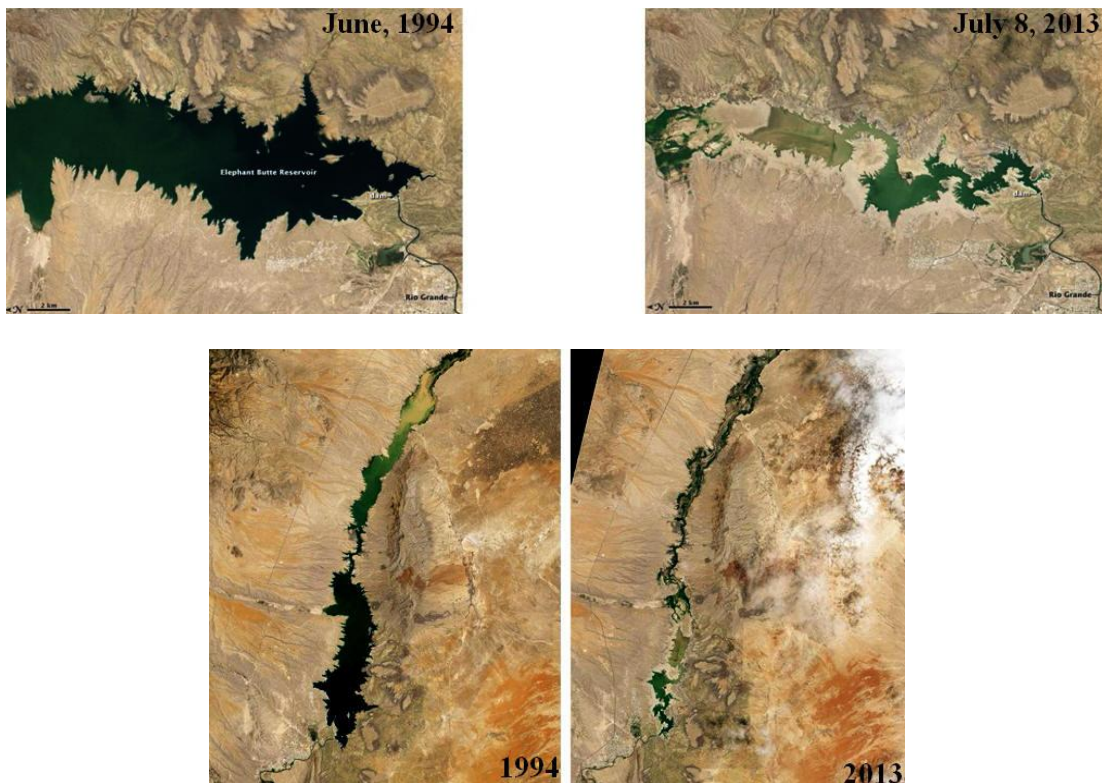 June, 1994
Elephant Butte Reservoir
dam
Rio Grande
N
2 km
July 8, 2013
dam
Rio Grande
N
2 km
1994
2013